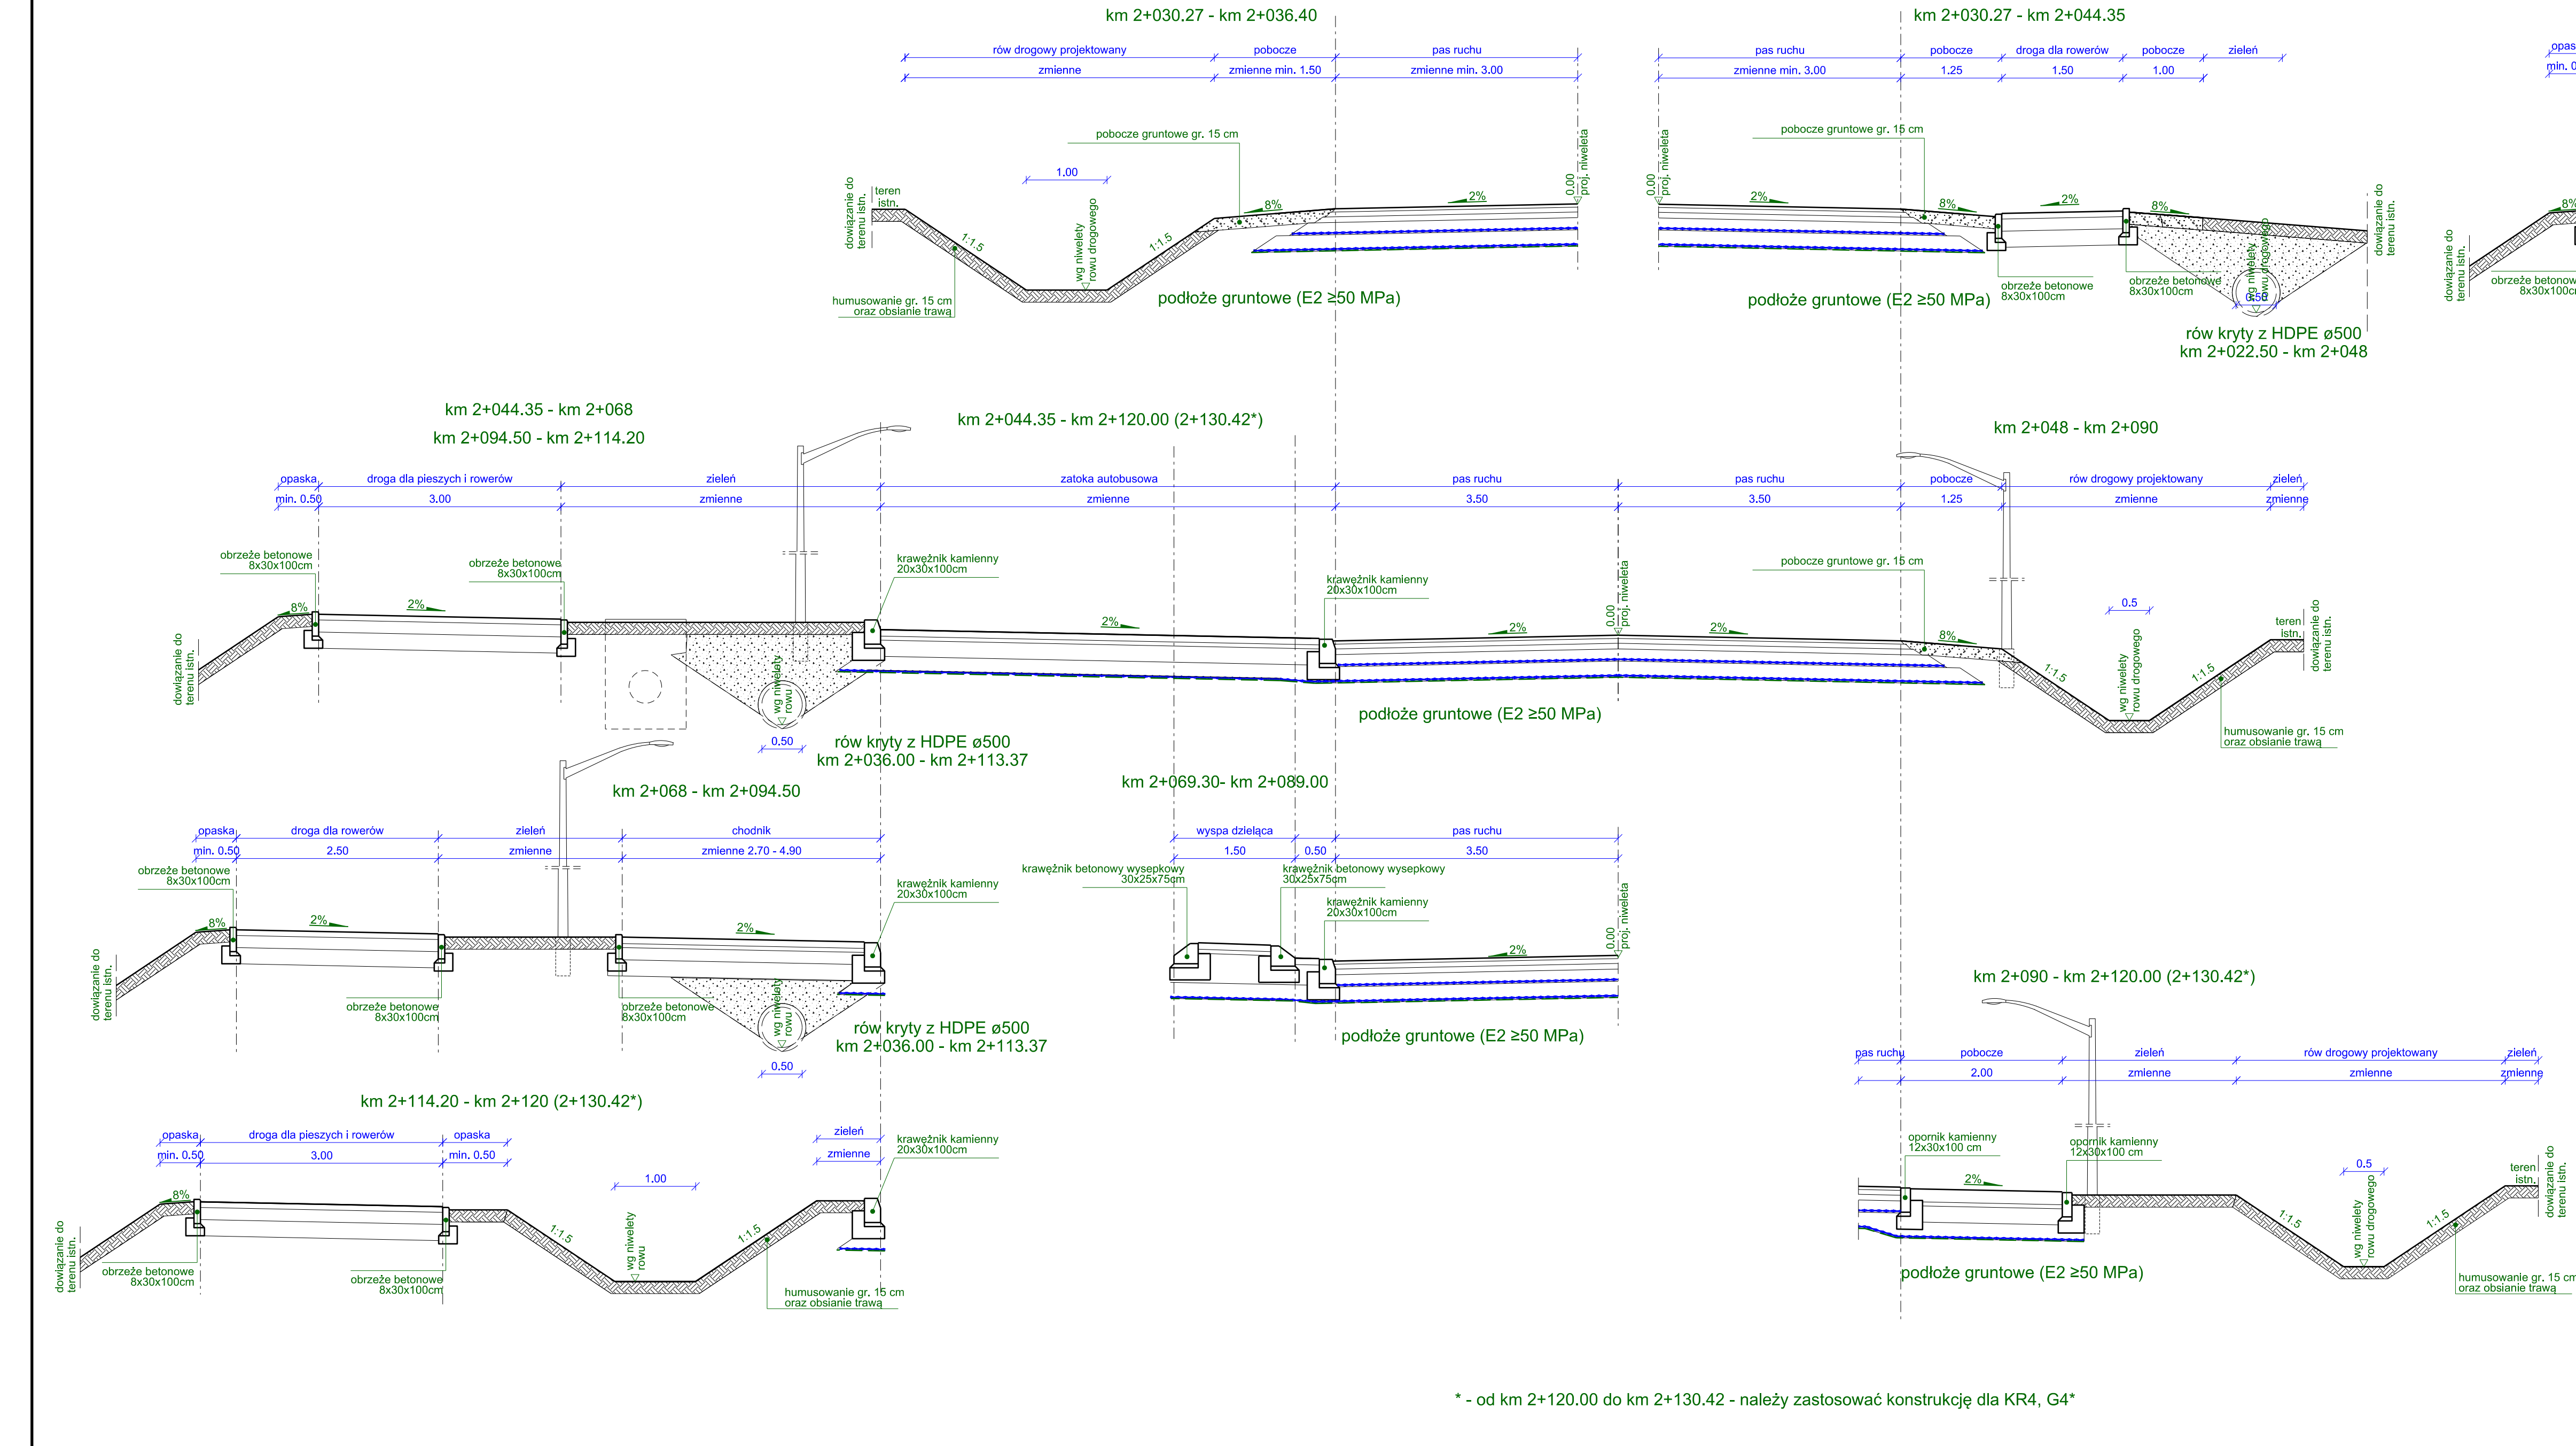 km 2+030.27 - km 2+036.40
rów drogowy projektowany
pobocze
pas ruchu
zmienne
zmienne min. 1.50
zmienne min. 3.00
pobocze gruntowe gr. 15 cm
1.00
dowiązanie do
terenu istn.
teren
istn.
1:1.5
wg niwelety
rowu drogowego
1:1.5
8%
2%
0.00
proj. niweleta
humusowanie gr. 15 cm
oraz obsianie trawą
podłoże gruntowe (E2 ≥50 MPa)
km 2+030.27 - km 2+044.35
pas ruchu
pobocze
droga dla rowerów
pobocze
zieleń
zmienne min. 3.00
1.25
1.50
1.00
pobocze gruntowe gr. 15 cm
0.00
proj. niweleta
2%
8%
2%
8%
wg niwelety
rowu drogowego
dowiązanie do
terenu istn.
obrzeże betonowe
8x30x100cm
obrzeże betonowe
8x30x100cm
0.50
podłoże gruntowe (E2 ≥50 MPa)
rów kryty z HDPE ø500
km 2+022.50 - km 2+048
8%
dowiązanie do
terenu istn.
km 2+044.35 - km 2+068
km 2+094.50 - km 2+114.20
km 2+044.35 - km 2+120.00 (2+130.42*)
km 2+048 - km 2+090
opaska
droga dla pieszych i rowerów
zieleń
zatoka autobusowa
pas ruchu
pas ruchu
pobocze
rów drogowy projektowany
zieleń
min. 0.50
3.00
zmienne
zmienne
3.50
3.50
1.25
zmienne
zmienne
obrzeże betonowe
8x30x100cm
obrzeże betonowe
8x30x100cm
krawężnik kamienny
20x30x100cm
krawężnik kamienny
20x30x100cm
0.00
proj. niweleta
pobocze gruntowe gr. 15 cm
0.5
dowiązanie do
terenu istn.
8%
2%
wg niwelety
rowu
2%
2%
2%
8%
1:1.5
wg niwelety
rowu drogowego
1:1.5
teren
istn.
dowiązanie do
terenu istn.
humusowanie gr. 15 cm
oraz obsianie trawą
0.50
podłoże gruntowe (E2 ≥50 MPa)
rów kryty z HDPE ø500
km 2+036.00 - km 2+113.37
km 2+068 - km 2+094.50
opaska
droga dla rowerów
zieleń
chodnik
min. 0.50
2.50
zmienne
zmienne 2.70 - 4.90
obrzeże betonowe
8x30x100cm
krawężnik kamienny
20x30x100cm
dowiązanie do
terenu istn.
8%
2%
2%
obrzeże betonowe
8x30x100cm
obrzeże betonowe
8x30x100cm
wg niwelety
rowu
0.50
rów kryty z HDPE ø500
km 2+036.00 - km 2+113.37
km 2+069.30- km 2+089.00
wyspa dzieląca
pas ruchu
1.50
0.50
3.50
krawężnik betonowy wysepkowy
30x25x75cm
krawężnik betonowy wysepkowy
30x25x75cm
krawężnik kamienny
20x30x100cm
2%
0.00
proj. niweleta
podłoże gruntowe (E2 ≥50 MPa)
km 2+090 - km 2+120.00 (2+130.42*)
pas ruchu
pobocze
zieleń
rów drogowy projektowany
zieleń
2.00
zmienne
zmienne
zmienne
opornik kamienny
12x30x100 cm
opornik kamienny
12x30x100 cm
2%
0.5
1:1.5
wg niwelety
rowu drogowego
1:1.5
teren
istn.
dowiązanie do
terenu istn.
podłoże gruntowe (E2 ≥50 MPa)
humusowanie gr. 15 cm
oraz obsianie trawą
km 2+114.20 - km 2+120 (2+130.42*)
opaska
droga dla pieszych i rowerów
opaska
zieleń
min. 0.50
3.00
min. 0.50
zmienne
krawężnik kamienny
20x30x100cm
1.00
dowiązanie do
terenu istn.
8%
1:1.5
wg niwelety
rowu
1:1.5
obrzeże betonowe
8x30x100cm
obrzeże betonowe
8x30x100cm
humusowanie gr. 15 cm
oraz obsianie trawą
* - od km 2+120.00 do km 2+130.42 - należy zastosować konstrukcję dla KR4, G4*